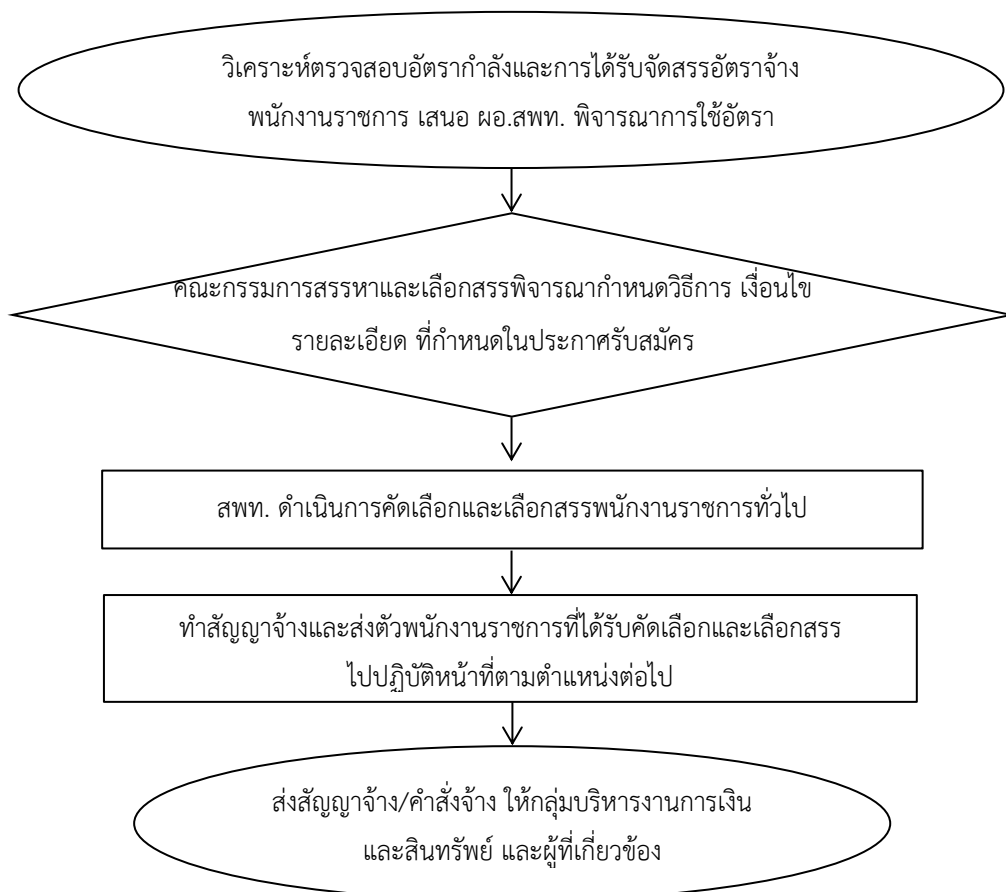 วิเคราะห์ตรวจสอบอัตรากำลังและการได้รับจัดสรรอัตราจ้าง
พนักงานราชการ เสนอ ผอ.สพท. พิจารณาการใช้อัตรา
คณะกรรมการสรรหาและเลือกสรรพิจารณากำหนดวิธีการ เงื่อนไข
รายละเอียด ที่กำหนดในประกาศรับสมัคร
สพท. ดำเนินการคัดเลือกและเลือกสรรพนักงานราชการทั่วไป
ทำสัญญาจ้างและส่งตัวพนักงานราชการที่ได้รับคัดเลือกและเลือกสรร
ไปปฏิบัติหน้าที่ตามตำแหน่งต่อไป
ส่งสัญญาจ้าง/คำสั่งจ้าง ให้กลุ่มบริหารงานการเงิน
และสินทรัพย์ และผู้ที่เกี่ยวข้อง